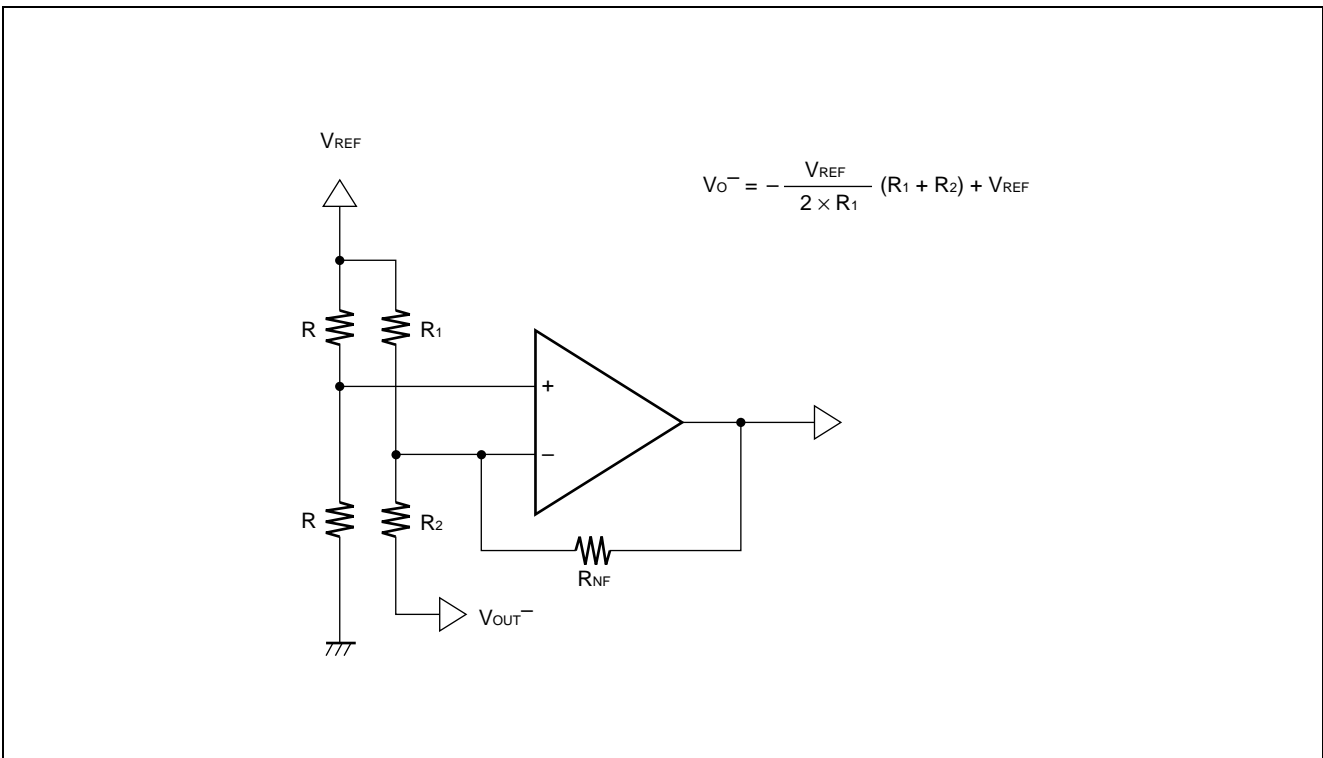 VREF
VO⁻ = − VREF / 2 × R1 (R1 + R2) + VREF
R
R1
+
−
R
R2
RNF
VOUT⁻